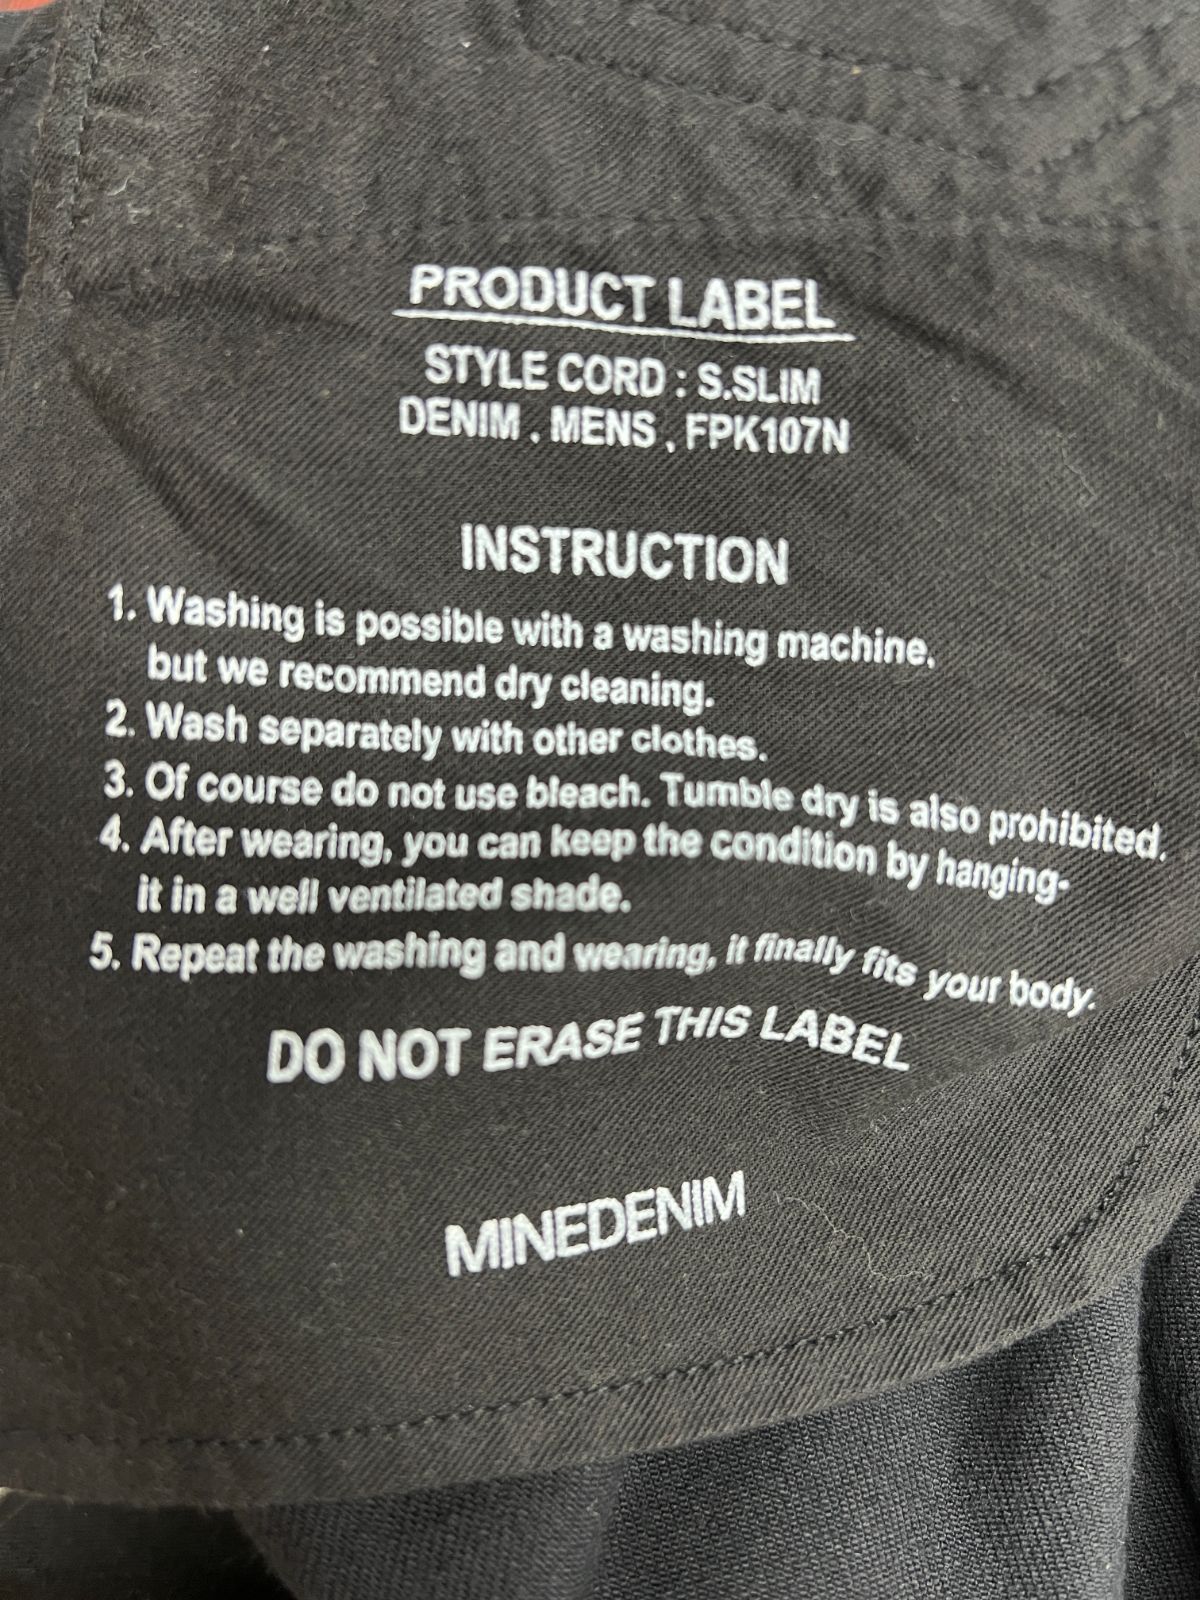 PRODUCT LABEL
STYLE CORD : S.SLIM
DENIM . MENS , FPK107N
INSTRUCTION
1. Washing is possible with a washing machine.
but we recommend dry cleaning.
2. Wash separately with other clothes.
3. Of course do not use bleach. Tumble dry is also prohibited.
4. After wearing, you can keep the condition by hanging-
it in a well ventilated shade.
5. Repeat the washing and wearing, it finally fits your body.
DO NOT ERASE THIS LABEL
MINEDENIM